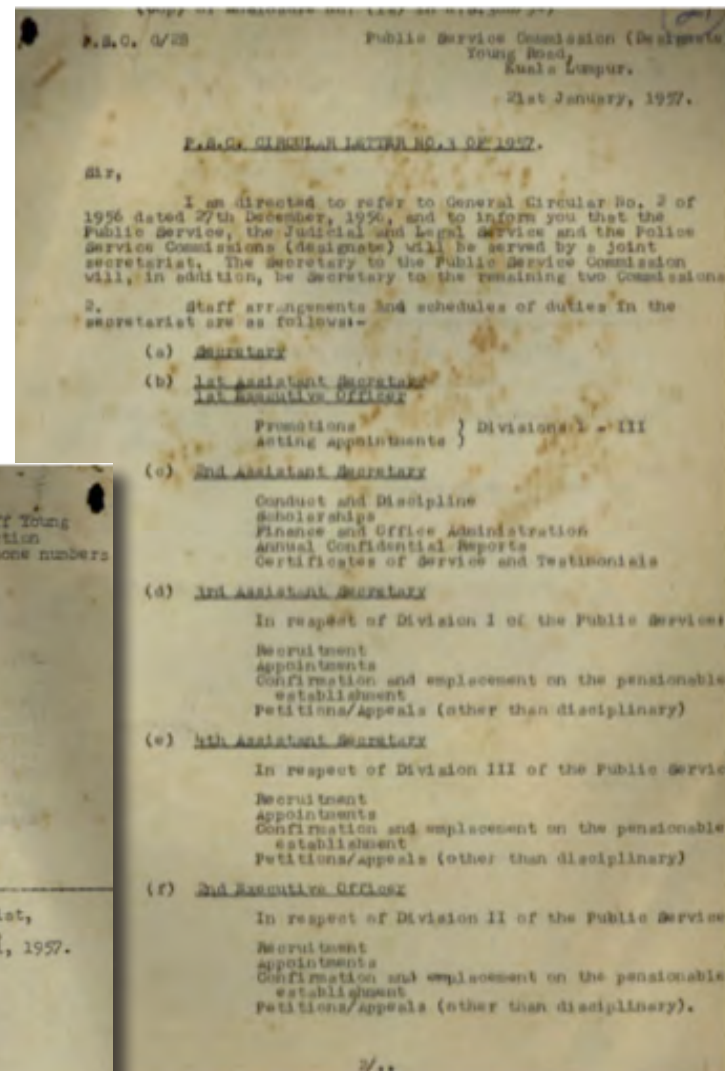 P.S.C. 0/28
Public Service Commission (Designate
Young Road,
Kuala Lumpur.
21st January, 1957.
P.S.C. CIRCULAR LETTER NO.3 OF 1957.
Sir,
I am directed to refer to General Circular No. 2 of
1956 dated 27th December, 1956, and to inform you that the
Public Service, the Judicial and Legal Service and the Police
Service Commissions (designate) will be served by a joint
secretariat. The Secretary to the Public Service Commission
will, in addition, be Secretary to the remaining two Commissions
2. Staff arrangements and schedules of duties in the
secretariat are as follows:-
(a) Secretary
(b) 1st Assistant Secretary
1st Executive Officer
Promotions } Divisions I - III
Acting Appointments }
(c) 2nd Assistant Secretary
Conduct and Discipline
Scholarships
Finance and Office Administration
Annual Confidential Reports
Certificates of Service and Testimonials
(d) 3rd Assistant Secretary
In respect of Division I of the Public Service:
Recruitment
Appointments
Confirmation and emplacement on the pensionable
establishment
Petitions/Appeals (other than disciplinary)
(e) 4th Assistant Secretary
In respect of Division III of the Public Servic
Recruitment
Appointments
Confirmation and emplacement on the pensionable
establishment
Petitions/Appeals (other than disciplinary)
(f) 2nd Executive Officer
In respect of Division II of the Public Service
Recruitment
Appointments
Confirmation and emplacement on the pensionable
establishment
Petitions/Appeals (other than disciplinary).
2/..
ff Young
tion
one numbers
ist,
, 1957.